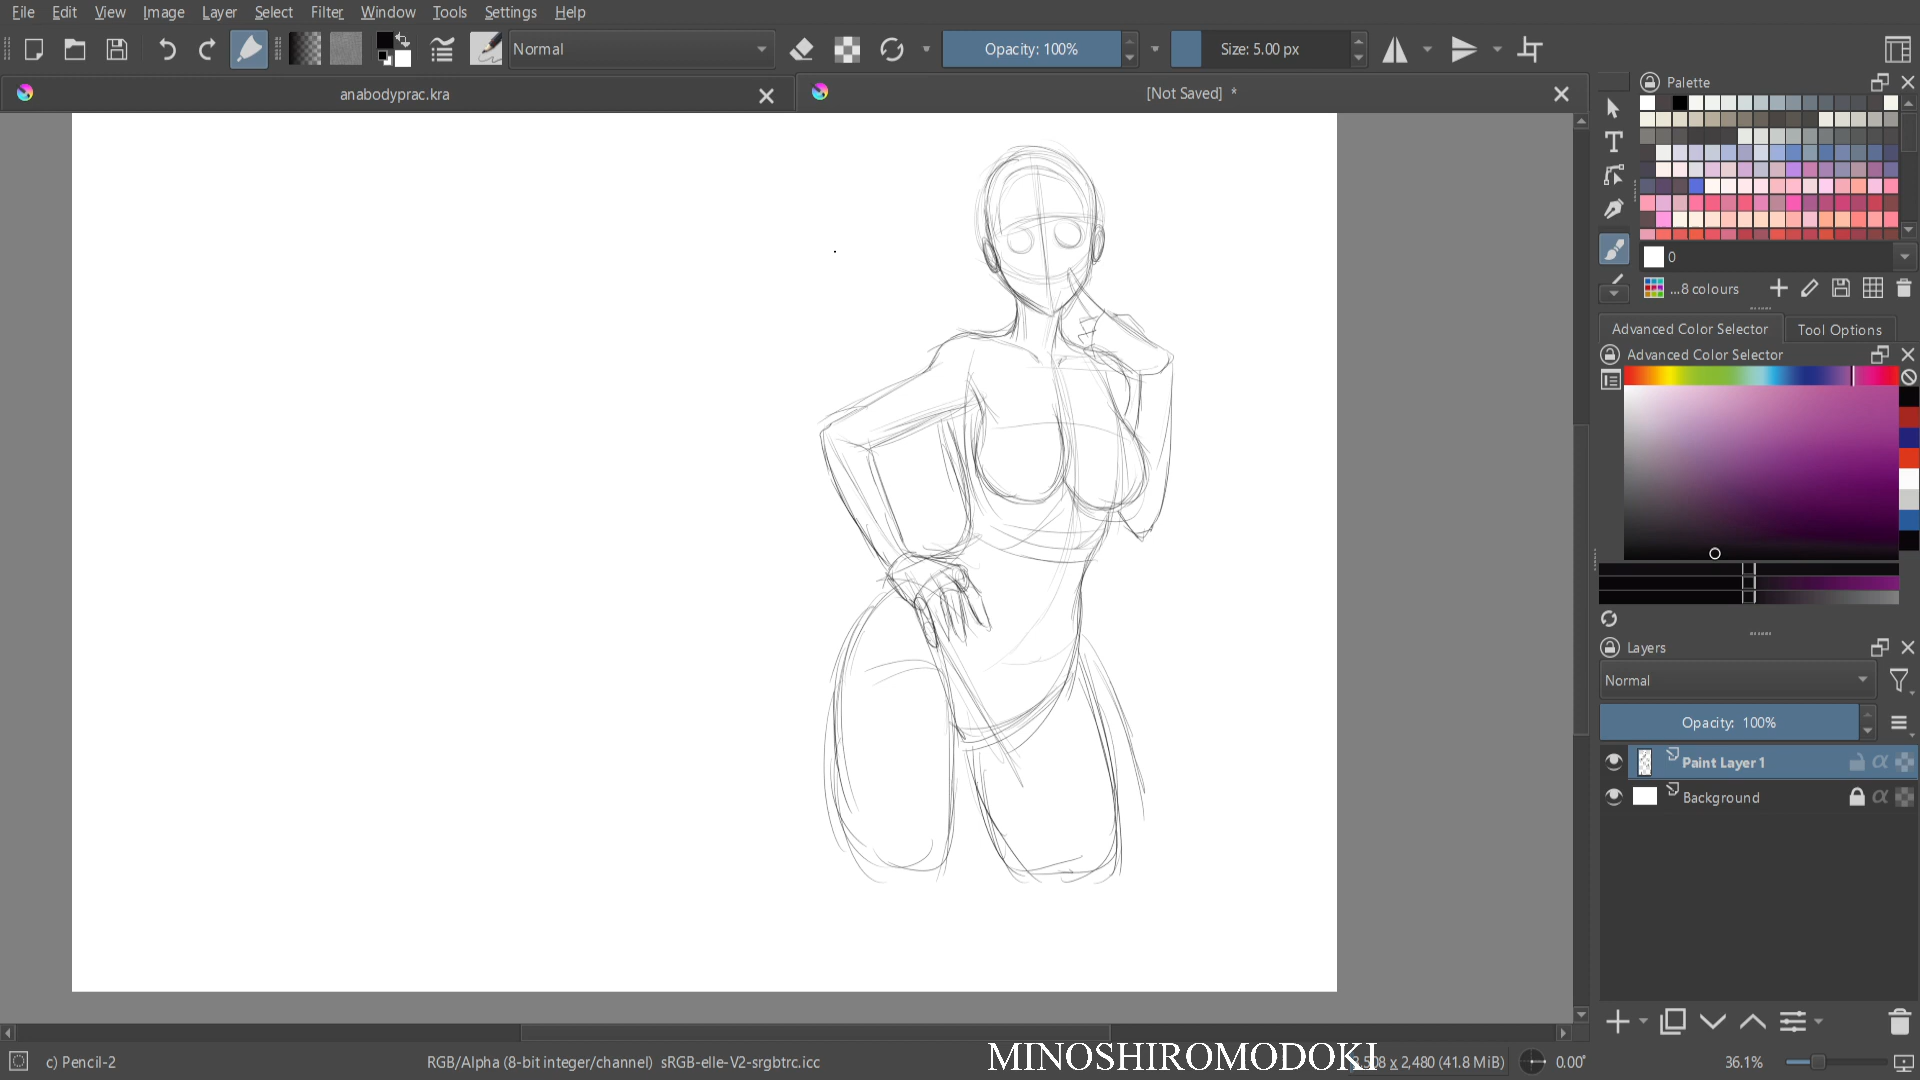 File Edit View Image Layer Select Filter Window Tools Settings Help
Normal Opacity: 100% Size: 5.00 px
anabodyprac.kra [Not Saved] *
Palette
0
...8 colours
Advanced Color Selector Tool Options
Advanced Color Selector
Layers
Normal
Opacity: 100%
Paint Layer 1
Background
c) Pencil-2 RGB/Alpha (8-bit integer/channel) sRGB-elle-V2-srgbtrc.icc MINOSHIROMODOKI x 2,480 (41.8 MiB) 0.00° 36.1%